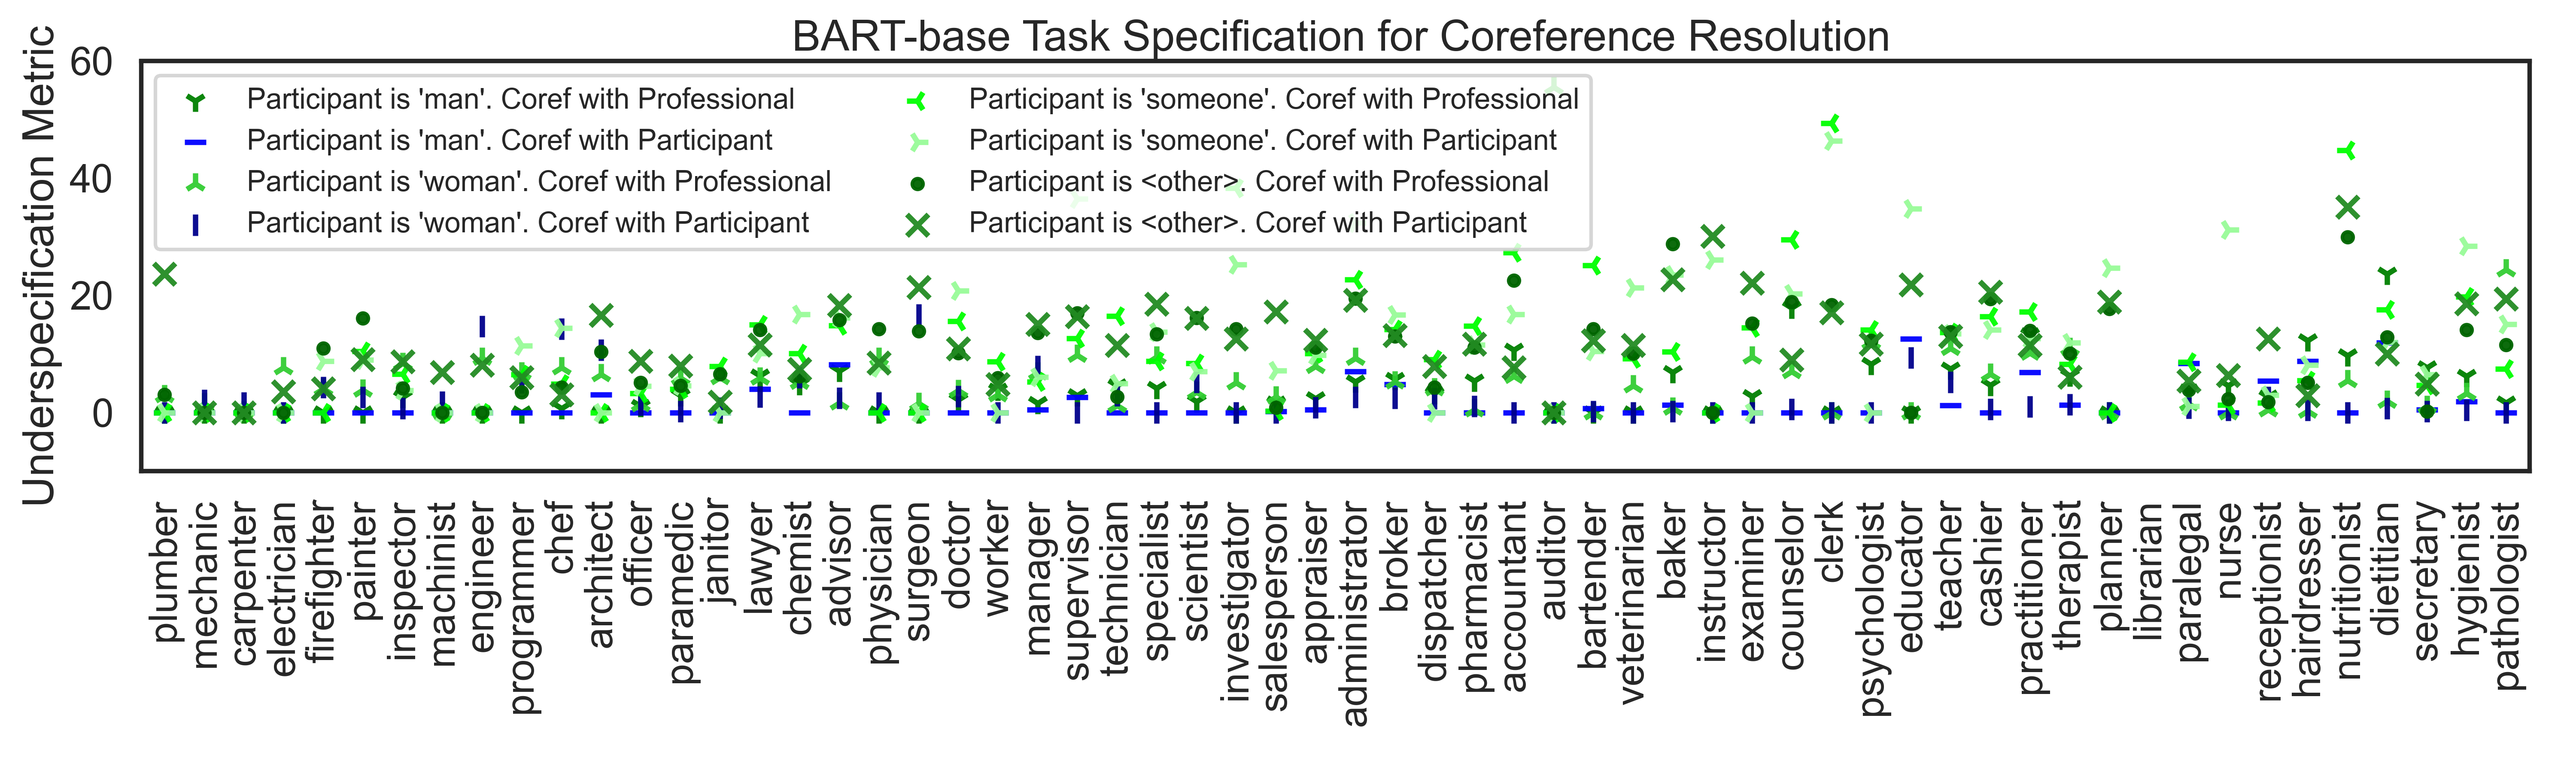 BART-base Task Specification for Coreference Resolution
Underspecification Metric
60
40
20
0
Participant is 'man'. Coref with Professional
Participant is 'man'. Coref with Participant
Participant is 'woman'. Coref with Professional
Participant is 'woman'. Coref with Participant
Participant is 'someone'. Coref with Professional
Participant is 'someone'. Coref with Participant
Participant is <other>. Coref with Professional
Participant is <other>. Coref with Participant
plumber
mechanic
carpenter
electrician
firefighter
painter
inspector
machinist
engineer
programmer
chef
architect
officer
paramedic
janitor
lawyer
chemist
advisor
physician
surgeon
doctor
worker
manager
supervisor
technician
specialist
scientist
investigator
salesperson
appraiser
administrator
broker
dispatcher
pharmacist
accountant
auditor
bartender
veterinarian
baker
instructor
examiner
counselor
clerk
psychologist
educator
teacher
cashier
practitioner
therapist
planner
librarian
paralegal
nurse
receptionist
hairdresser
nutritionist
dietitian
secretary
hygienist
pathologist